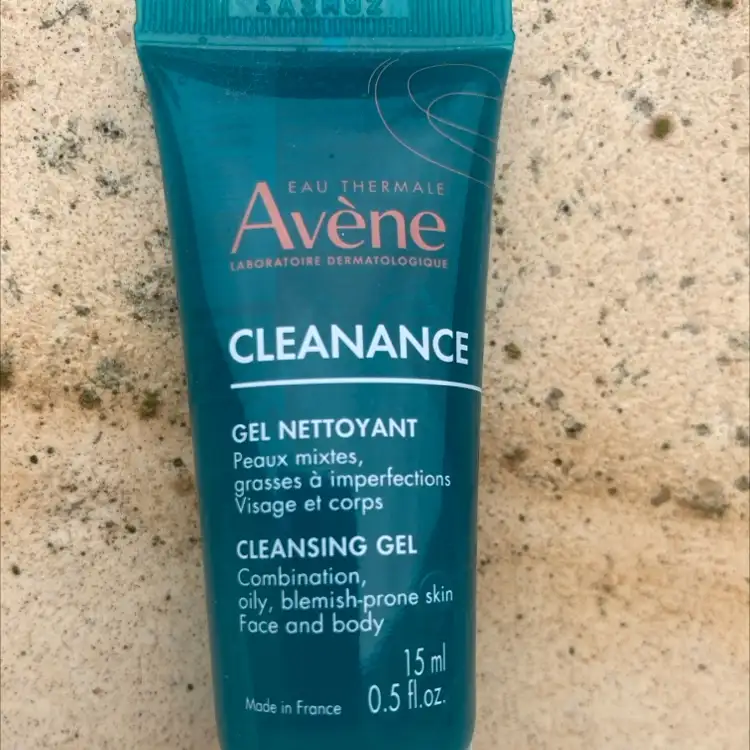 EAU THERMALE
Avène
LABORATOIRE DERMATOLOGIQUE
CLEANANCE
GEL NETTOYANT
Peaux mixtes,
grasses à imperfections
Visage et corps
CLEANSING GEL
Combination,
oily, blemish-prone skin
Face and body
15 ml
Made in France 0.5 fl.oz.